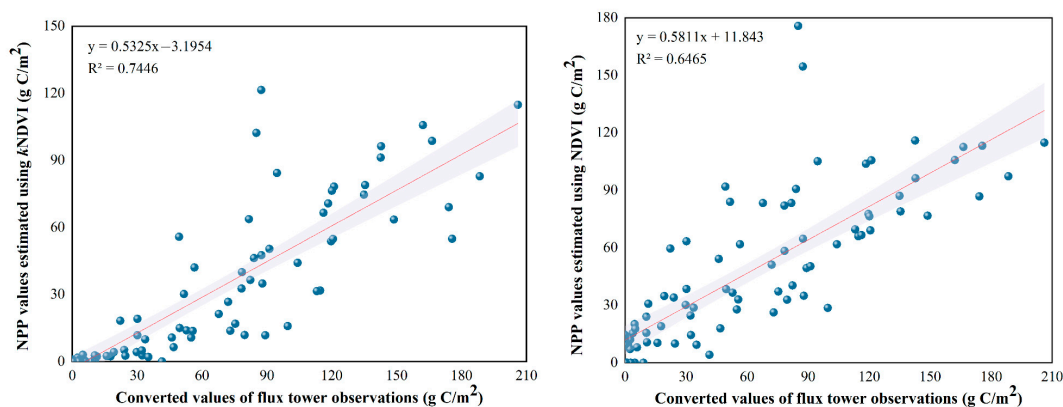 y = 0.5325x−3.1954
R² = 0.7446
NPP values estimated using kNDVI (g C/m²)
150
120
90
60
30
0
0 30 60 90 120 150 180 210
Converted values of flux tower observations (g C/m²)
y = 0.5811x + 11.843
R² = 0.6465
NPP values estimated using NDVI (g C/m²)
180
150
120
90
60
30
0
0 30 60 90 120 150 180 210
Converted values of flux tower observations (g C/m²)